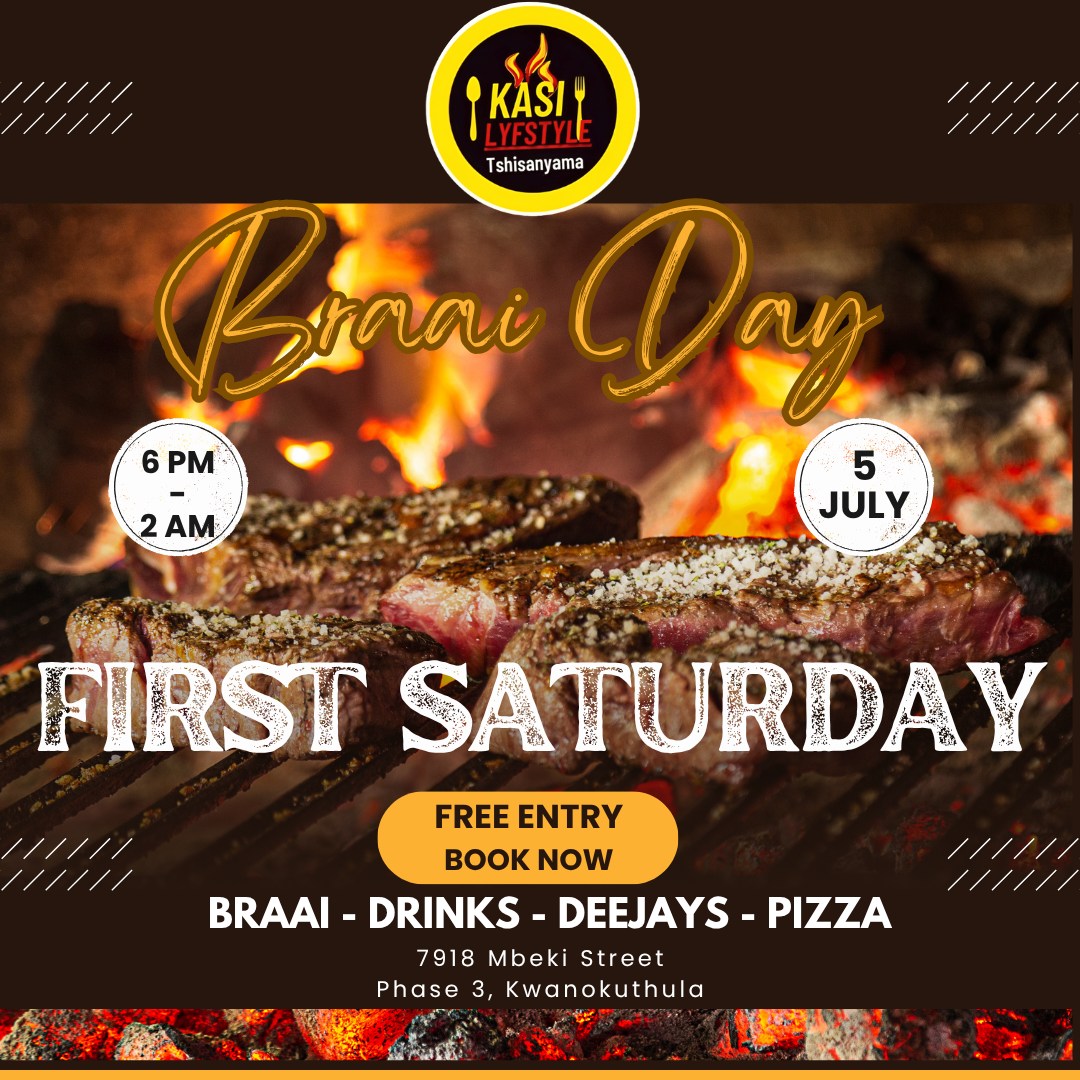 KASI
LYFSTYLE
Tshisanyama
Braai Day
6 PM
-
2 AM
5
JULY
FIRST SATURDAY
FREE ENTRY
BOOK NOW
BRAAI - DRINKS - DEEJAYS - PIZZA
7918 Mbeki Street
Phase 3, Kwanokuthula